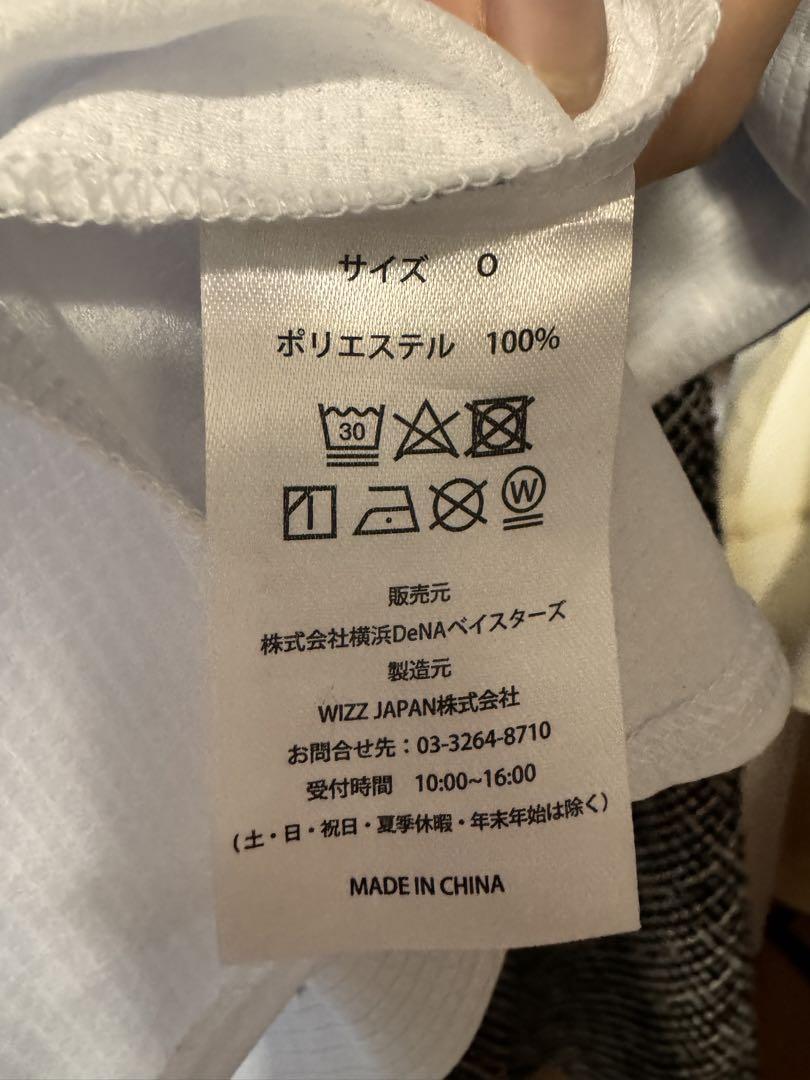 サイズ O
ポリエステル 100%
30
W
販売元
株式会社横浜DeNAベイスターズ
製造元
WIZZ JAPAN株式会社
お問合せ先：03-3264-8710
受付時間 10:00~16:00
(土・日・祝日・夏季休暇・年末年始は除く)
MADE IN CHINA